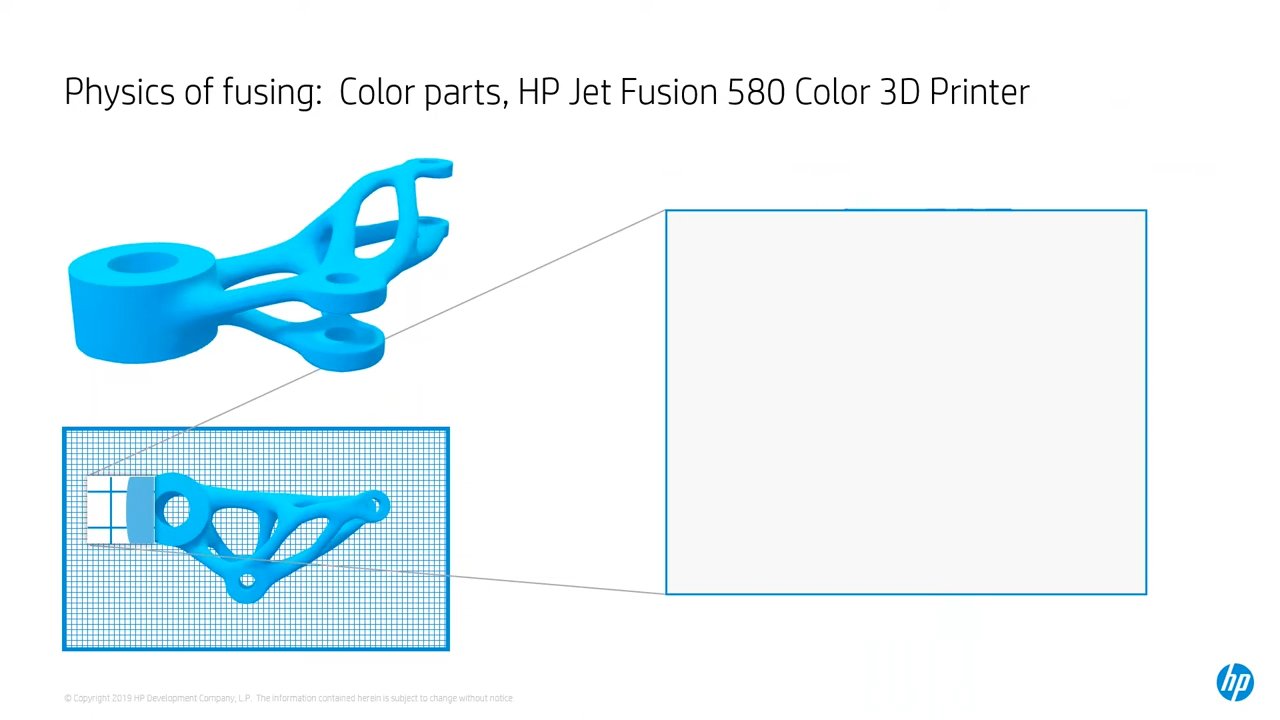 Physics of fusing: Color parts, HP Jet Fusion 580 Color 3D Printer
© Copyright 2019 HP Development Company, L.P. The information contained herein is subject to change without notice
hp